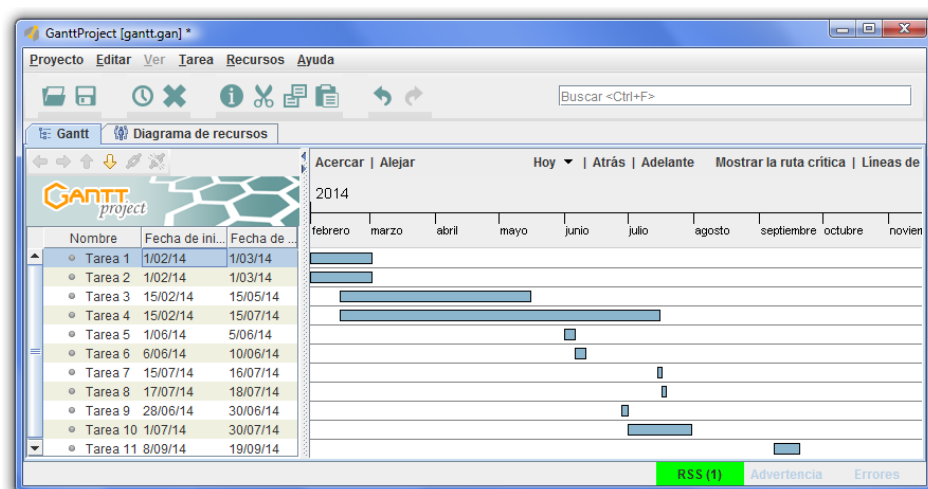 GanttProject [gantt.gan] *
Proyecto Editar Ver Tarea Recursos Ayuda
Buscar <Ctrl+F>
Gantt Diagrama de recursos
Acercar | Alejar Hoy | Atrás | Adelante Mostrar la ruta crítica | Líneas de
GANTT project
2014
febrero marzo abril mayo junio julio agosto septiembre octubre novien
Nombre Fecha de ini... Fecha de ...
Tarea 1 1/02/14 1/03/14
Tarea 2 1/02/14 1/03/14
Tarea 3 15/02/14 15/05/14
Tarea 4 15/02/14 15/07/14
Tarea 5 1/06/14 5/06/14
Tarea 6 6/06/14 10/06/14
Tarea 7 15/07/14 16/07/14
Tarea 8 17/07/14 18/07/14
Tarea 9 28/06/14 30/06/14
Tarea 10 1/07/14 30/07/14
Tarea 11 8/09/14 19/09/14
RSS (1) Advertencia Errores